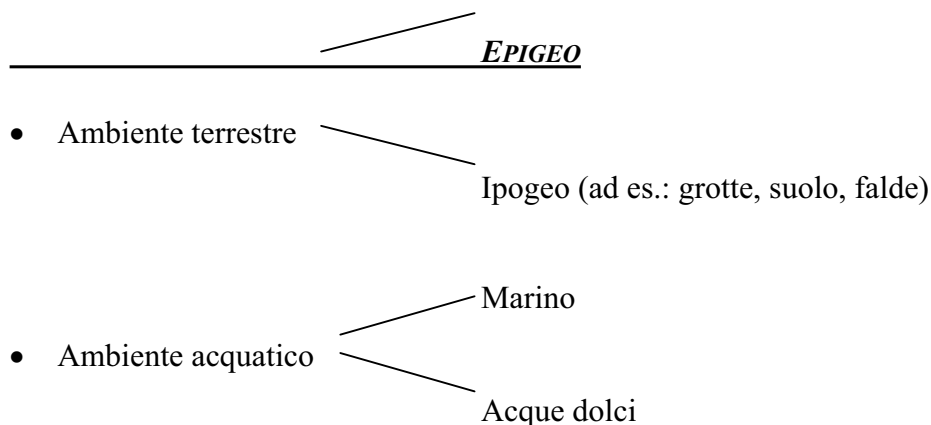 EPIGEO
• Ambiente terrestre
Ipogeo (ad es.: grotte, suolo, falde)
Marino
• Ambiente acquatico
Acque dolci